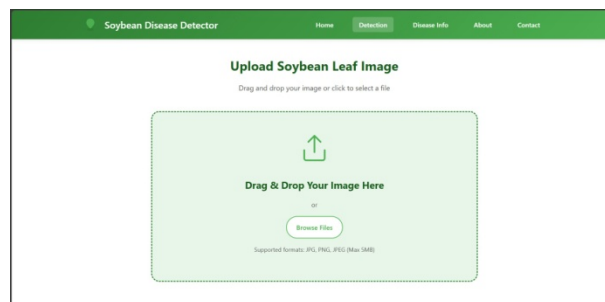 Soybean Disease Detector
Home Detection Disease Info About Contact
Upload Soybean Leaf Image
Drag and drop your image or click to select a file
Drag & Drop Your Image Here
or
Browse Files
Supported formats: JPG, PNG, JPEG (Max 5MB)